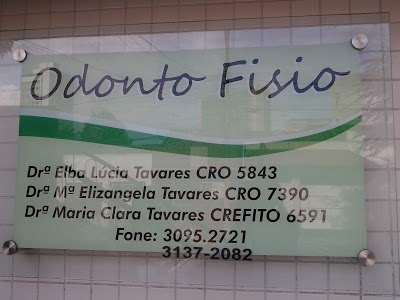 Odonto Fisio
Drª Elba Lúcia Tavares CRO 5843
Drª Mª Elizangela Tavares CRO 7390
Drª Maria Clara Tavares CREFITO 6591
Fone: 3095.2721
3137-2082